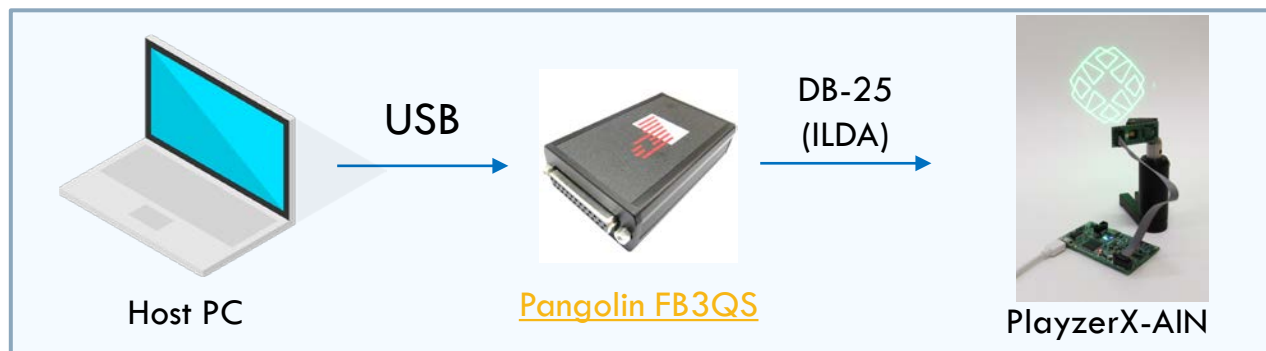 USB
DB-25
(ILDA)
Host PC
Pangolin FB3QS
PlayzerX-AIN